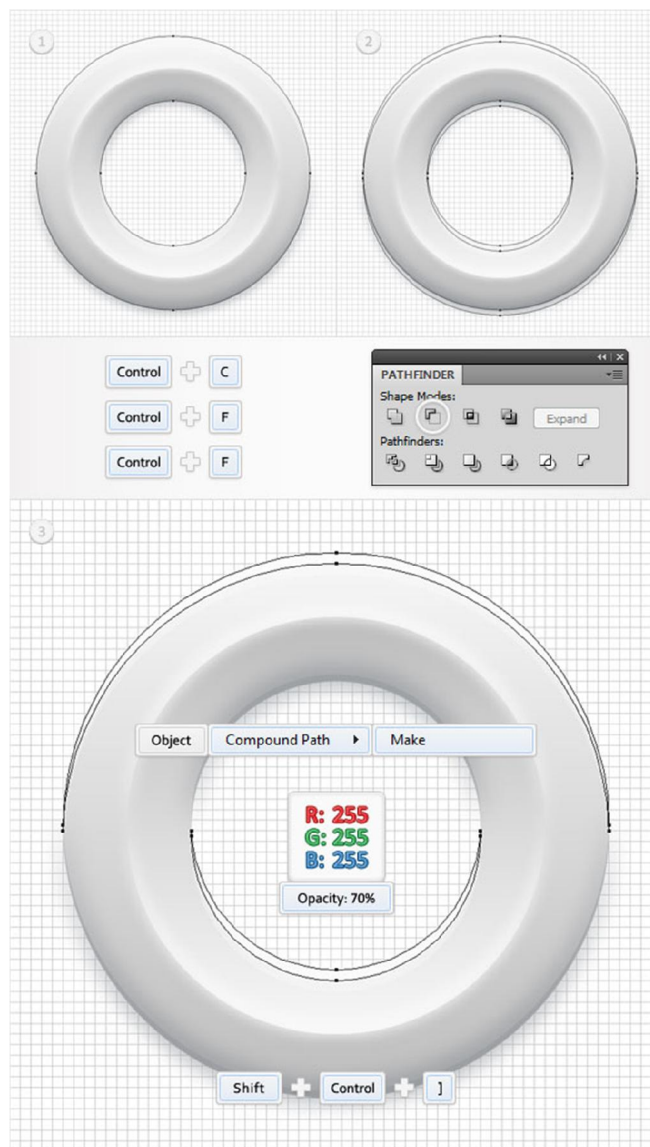 1
2
Control + C
Control + F
Control + F
PATHFINDER
Shape Modes:
Expand
Pathfinders:
3
Object Compound Path Make
R: 255
G: 255
B: 255
Opacity: 70%
Shift + Control + ]